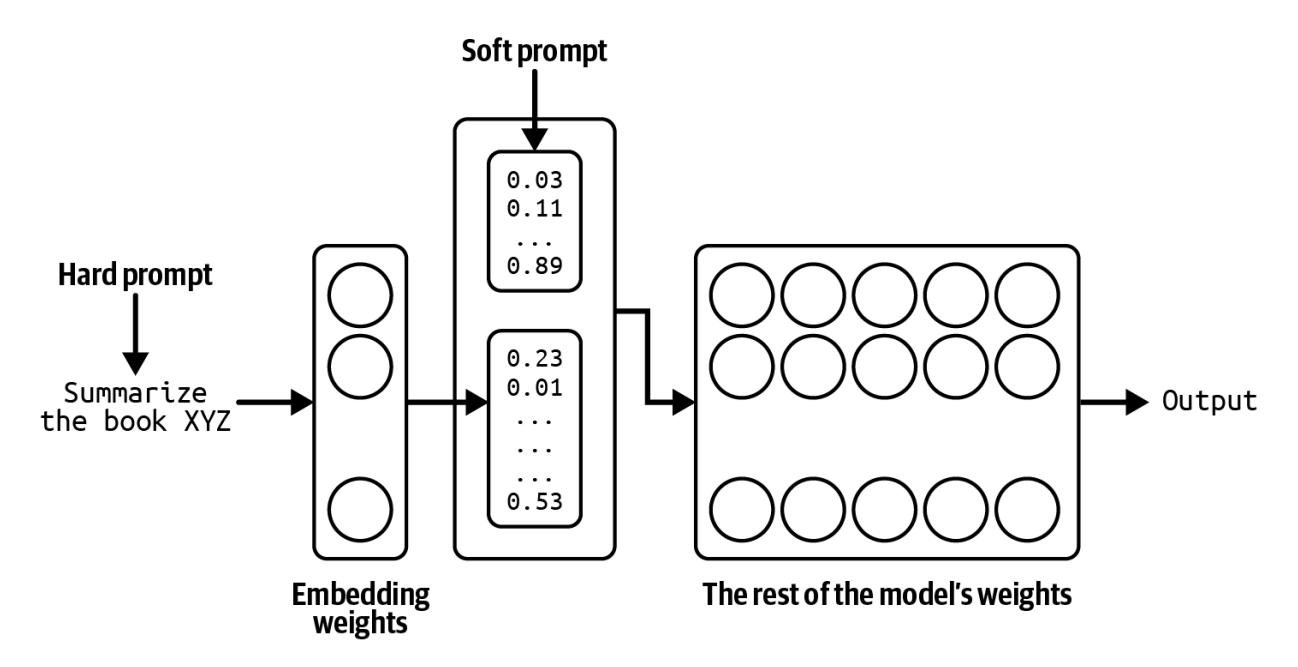 Soft prompt
0.03
0.11
...
0.89
Hard prompt
Summarize
the book XYZ
0.23
0.01
...
...
...
0.53
Output
Embedding
weights
The rest of the model's weights